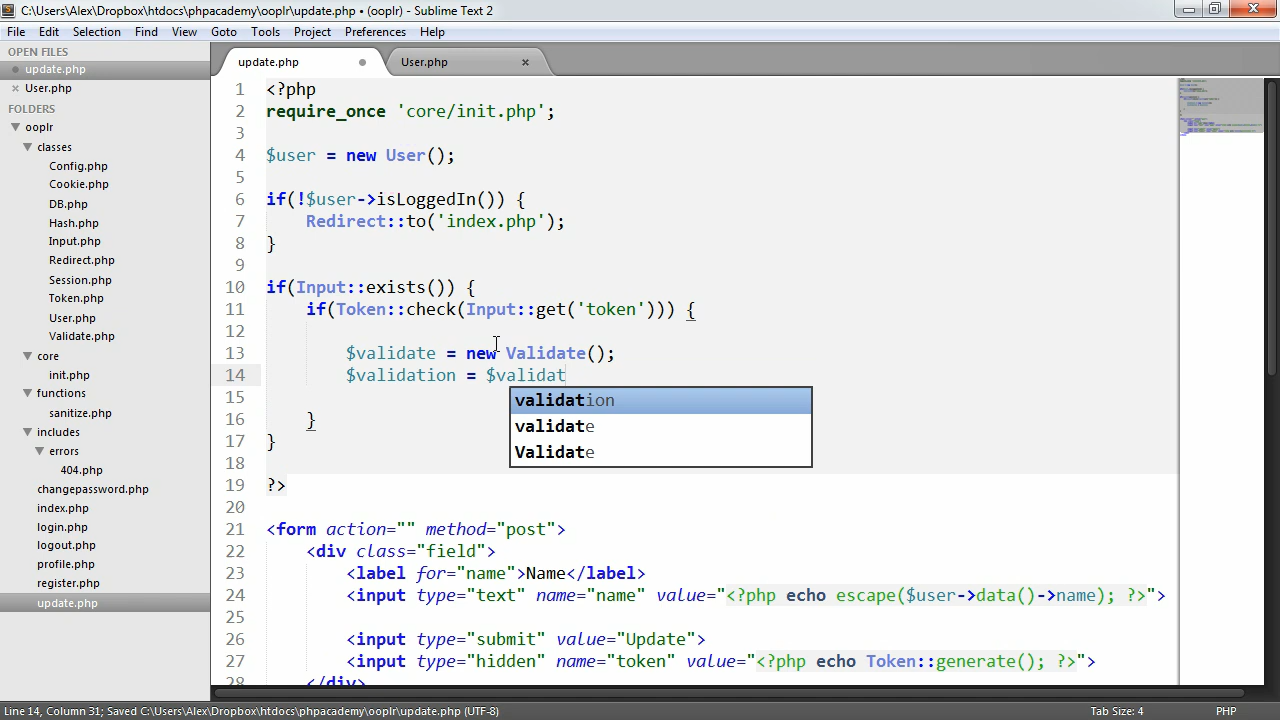 C:\Users\Alex\Dropbox\htdocs\phpacademy\ooplr\update.php • (ooplr) - Sublime Text 2
File Edit Selection Find View Goto Tools Project Preferences Help
OPEN FILES
update.php
User.php
FOLDERS
ooplr
classes
Config.php
Cookie.php
DB.php
Hash.php
Input.php
Redirect.php
Session.php
Token.php
User.php
Validate.php
core
init.php
functions
sanitize.php
includes
errors
404.php
changepassword.php
index.php
login.php
logout.php
profile.php
register.php
update.php
update.php User.php
1 <?php
2 require_once 'core/init.php';
3
4 $user = new User();
5
6 if(!$user->isLoggedIn()) {
7 Redirect::to('index.php');
8 }
9
10 if(Input::exists()) {
11 if(Token::check(Input::get('token'))) {
12
13 $validate = new Validate();
14 $validation = $validat
15
16 }
17 }
18
19 ?>
20
21 <form action="" method="post">
22 <div class="field">
23 <label for="name">Name</label>
24 <input type="text" name="name" value="<?php echo escape($user->data()->name); ?>">
25
26 <input type="submit" value="Update">
27 <input type="hidden" name="token" value="<?php echo Token::generate(); ?>">
28 </div>
validation
validate
Validate
Line 14, Column 31; Saved C:\Users\Alex\Dropbox\htdocs\phpacademy\ooplr\update.php (UTF-8) Tab Size: 4 PHP